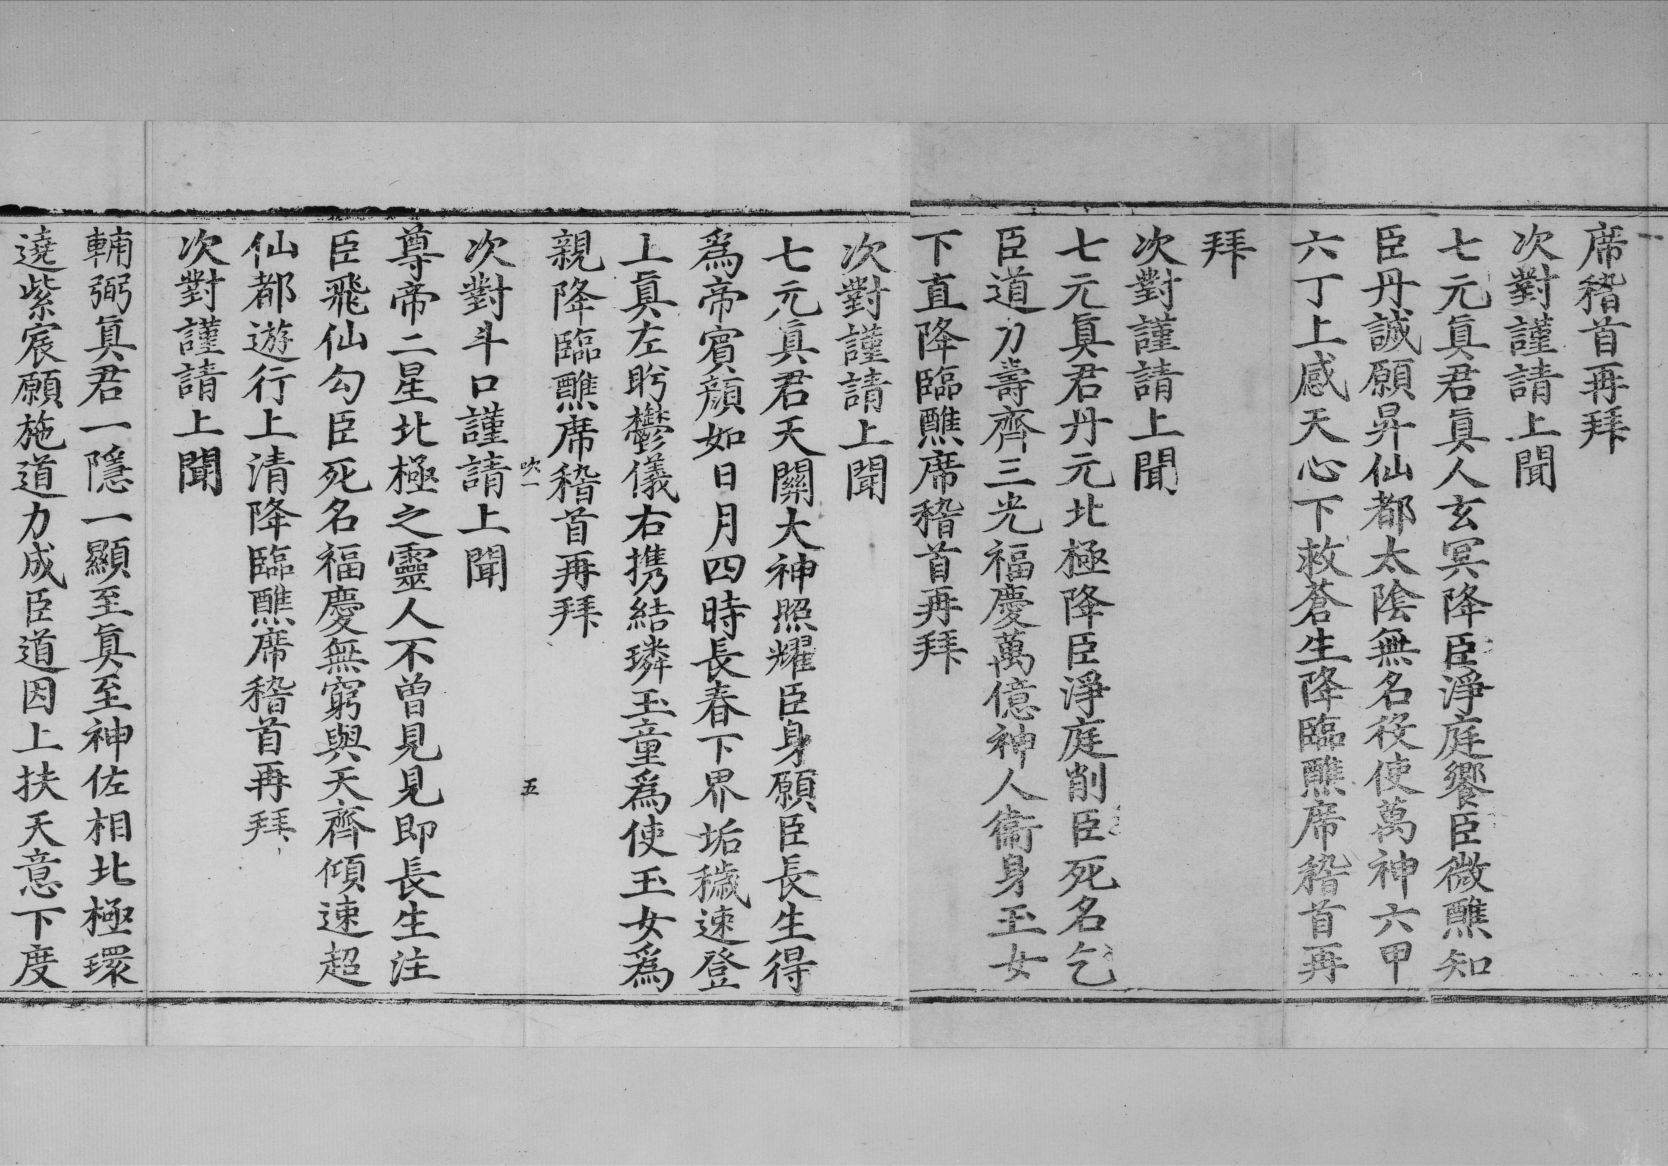 席稽首再拜
次對謹請上聞
七元眞君眞人玄冥降臣淨庭饗臣微醮知
臣丹誠願昇仙都太陰無名役使萬神六甲
六丁上感天心下救蒼生降臨醮席稽首再
拜
次對謹請上聞
七元眞君丹元北極降臣淨庭削臣死名乞
臣道力壽齊三光福慶萬億神人衞身玉女
下直降臨醮席稽首再拜
次對謹請上聞
七元眞君天關大神照耀臣身願臣長生得
爲帝賓顔如日月四時長春下界垢穢速登
上眞左盻鬱儀右携結璘玉童爲使玉女爲
親降臨醮席稽首再拜
吹一 五
次對斗口謹請上聞
尊帝二星北極之靈人不曾見見即長生注
臣飛仙勾臣死名福慶無窮與天齊傾速超
仙都遊行上清降臨醮席稽首再拜
次對謹請上聞
輔弼眞君一隱一顯至眞至神佐相北極環
遶紫宸願施道力成臣道因上扶天意下度